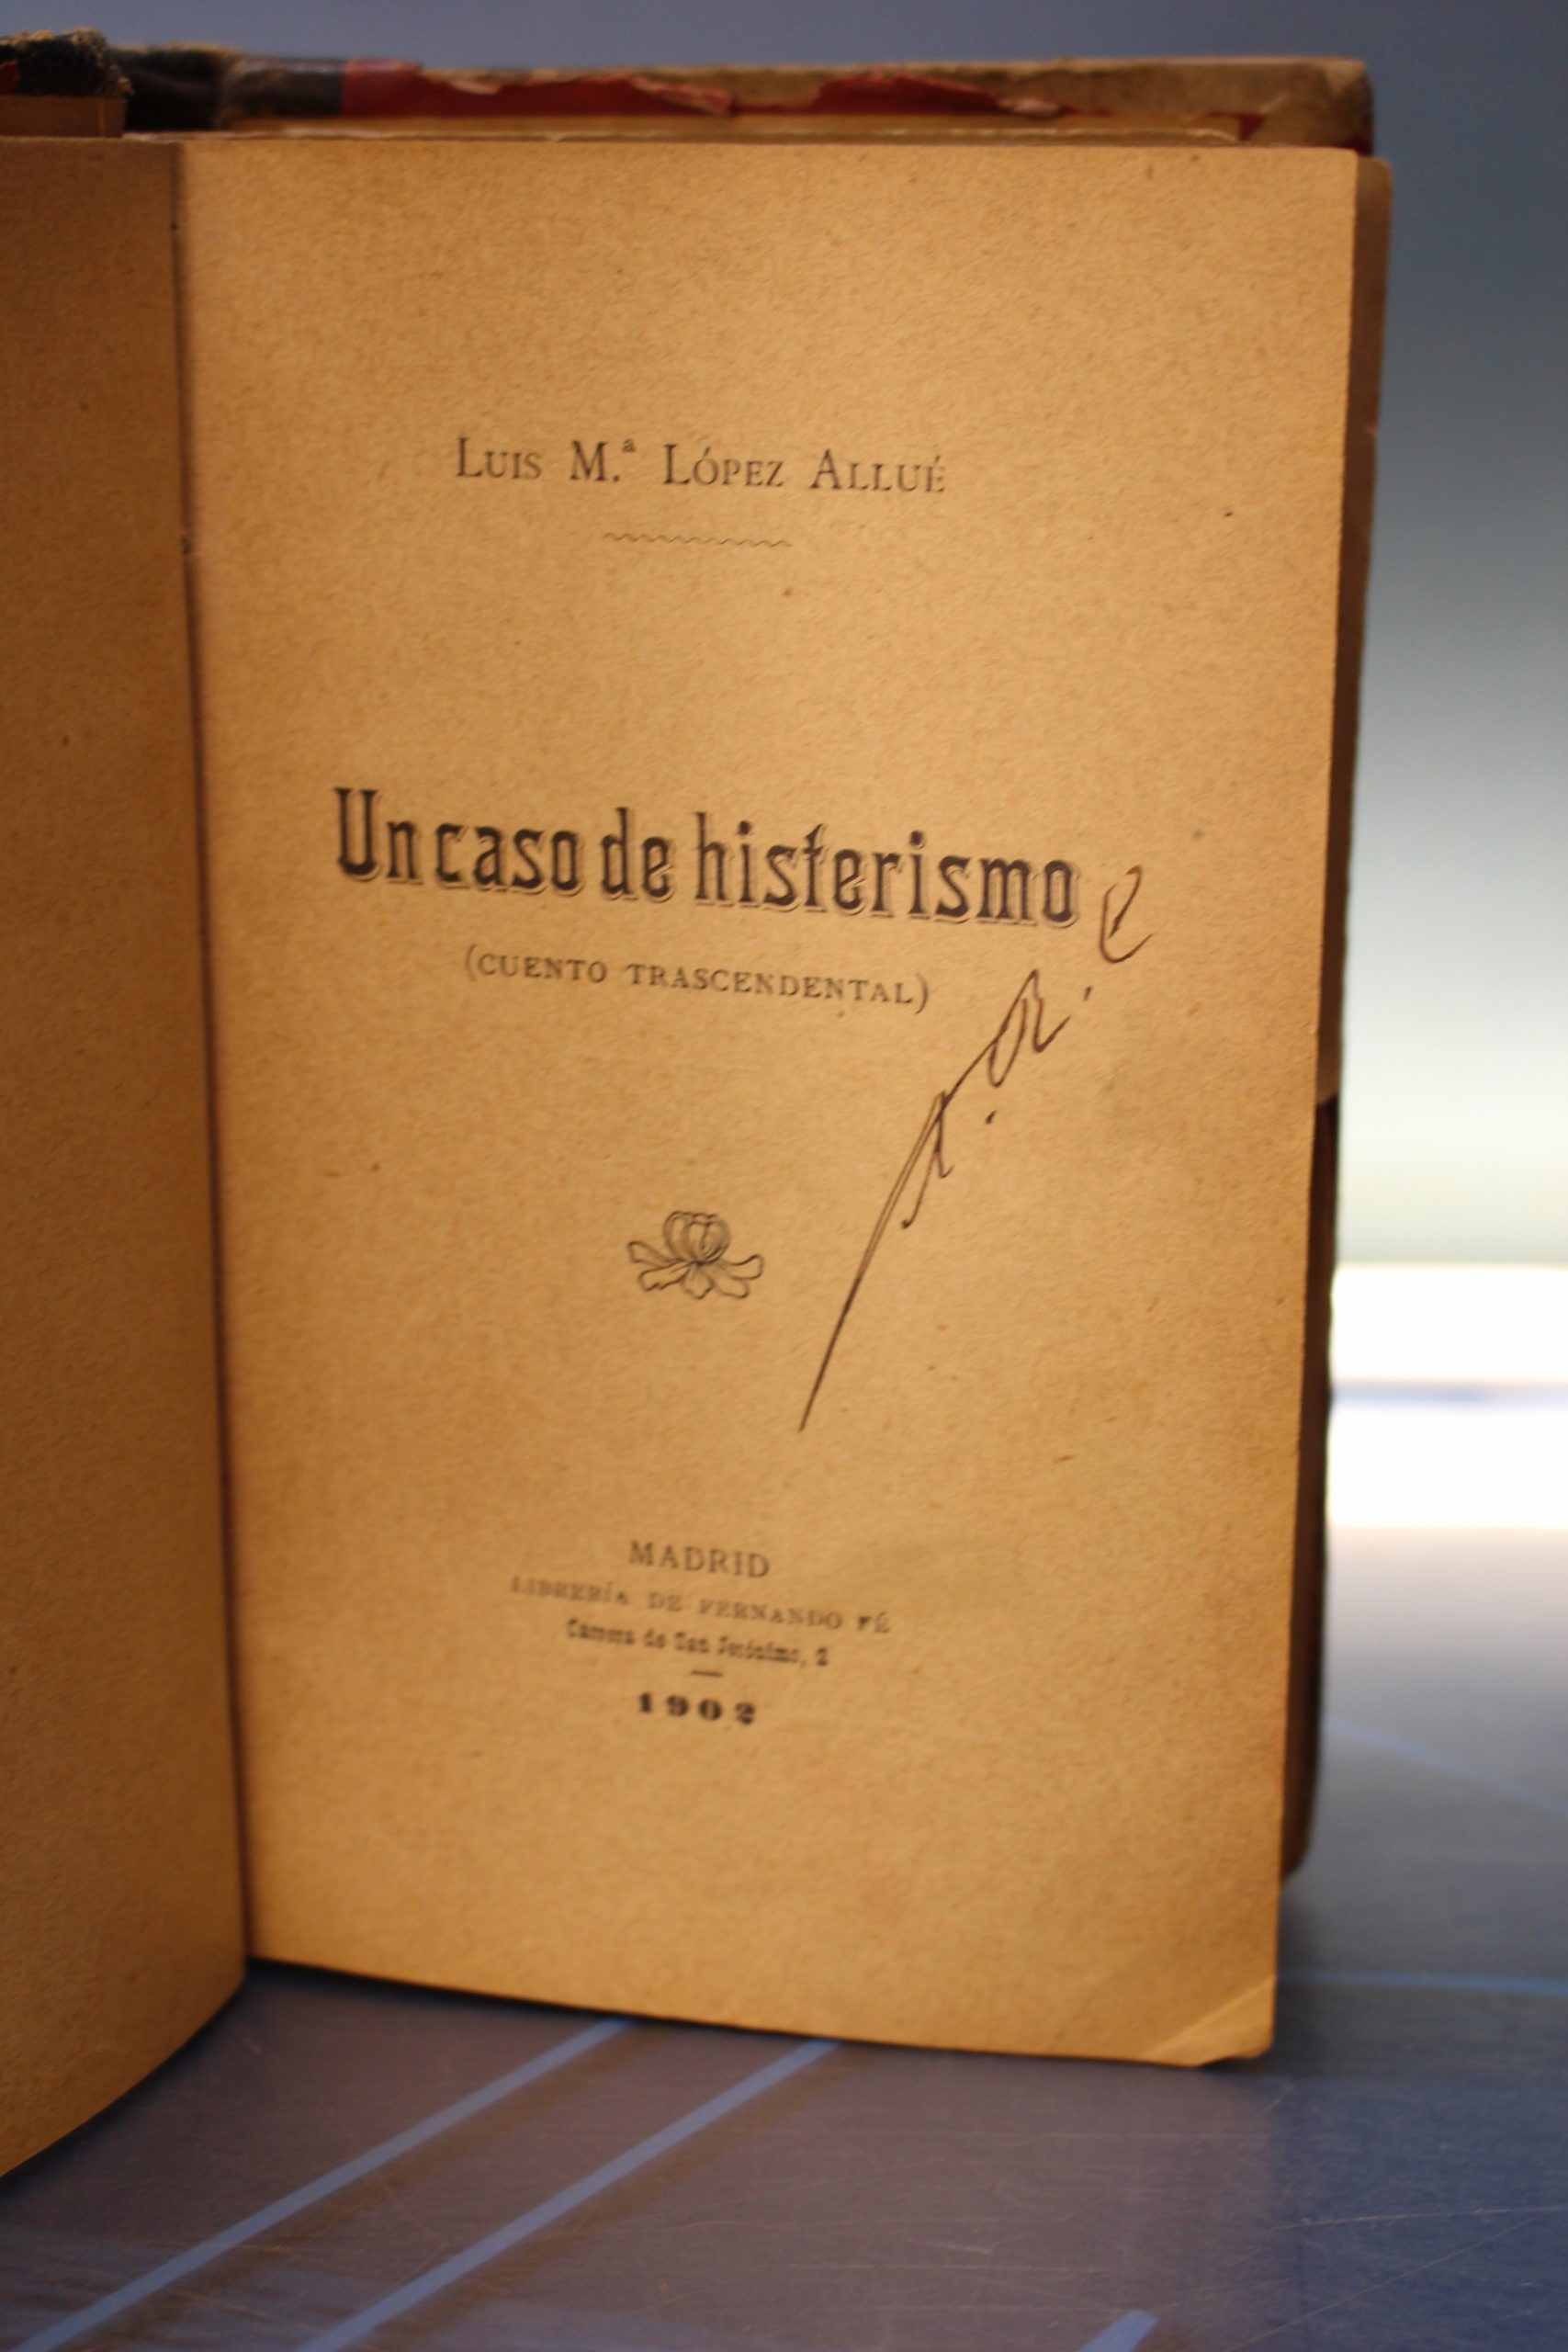 Luis M.ª López Allué
Un caso de histerismo
(CUENTO TRASCENDENTAL)
MADRID
LIBRERÍA DE FERNANDO FÉ
Carrera de San Jerónimo, 2
1902